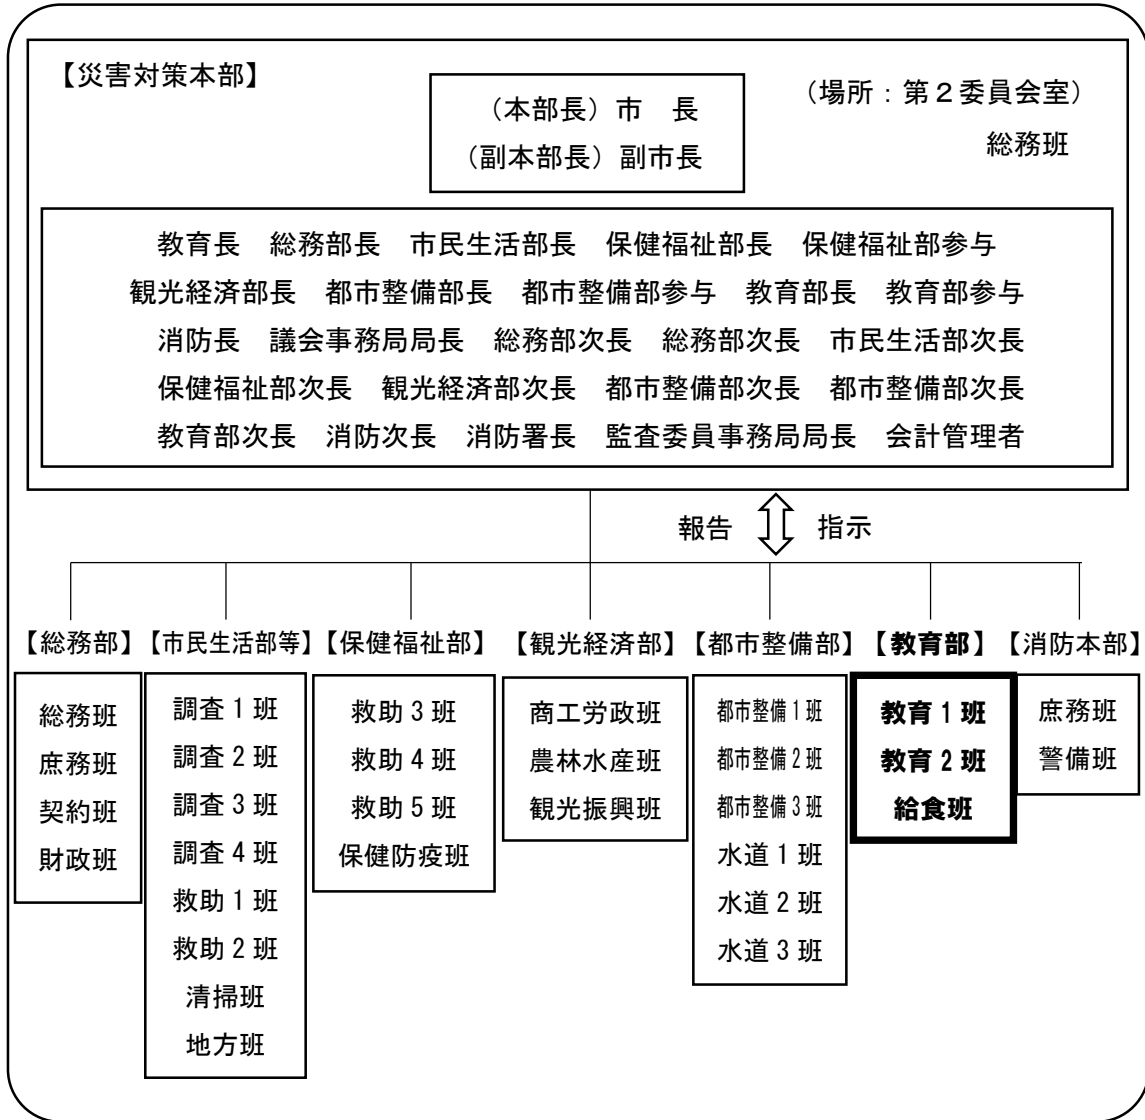 【災害対策本部】
（本部長）市　長
（副本部長）副市長
（場所：第２委員会室）
総務班
教育長　総務部長　市民生活部長　保健福祉部長　保健福祉部参与
観光経済部長　都市整備部長　都市整備部参与　教育部長　教育部参与
消防長　議会事務局局長　総務部次長　総務部次長　市民生活部次長
保健福祉部次長　観光経済部次長　都市整備部次長　都市整備部次長
教育部次長　消防次長　消防署長　監査委員事務局局長　会計管理者
報告　指示
【総務部】
総務班
庶務班
契約班
財政班
【市民生活部等】
調査１班
調査２班
調査３班
調査４班
救助１班
救助２班
清掃班
地方班
【保健福祉部】
救助３班
救助４班
救助５班
保健防疫班
【観光経済部】
商工労政班
農林水産班
観光振興班
【都市整備部】
都市整備１班
都市整備２班
都市整備３班
水道１班
水道２班
水道３班
【教育部】
教育１班
教育２班
給食班
【消防本部】
庶務班
警備班